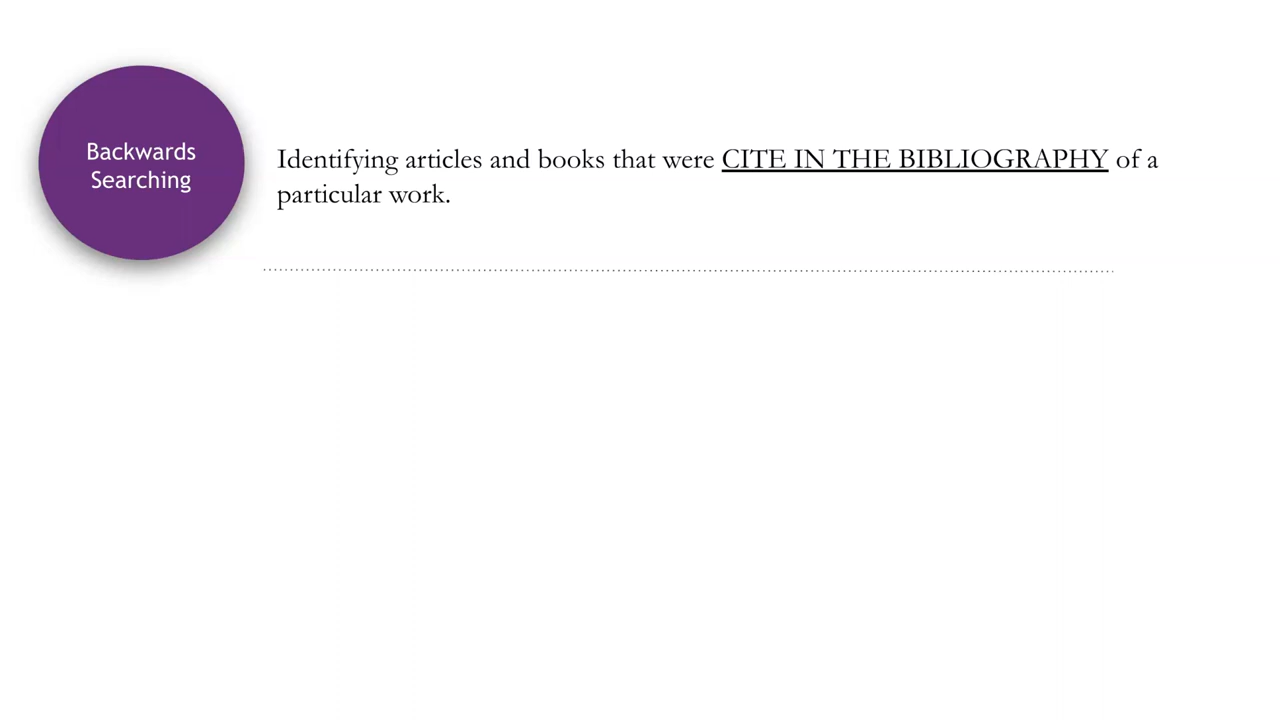 Backwards
Searching
Identifying articles and books that were CITE IN THE BIBLIOGRAPHY of a
particular work.